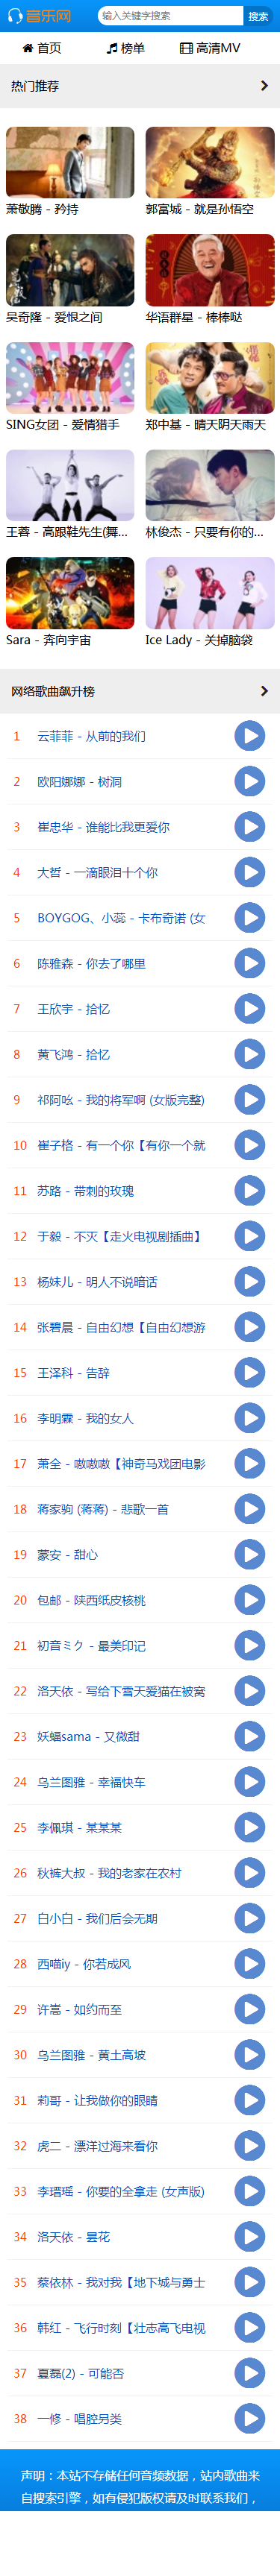 音乐网
输入关键字搜索
搜索
首页
榜单
高清MV
热门推荐
萧敬腾 - 矜持
郭富城 - 就是孙悟空
吴奇隆 - 爱恨之间
华语群星 - 棒棒哒
SING女团 - 爱情猎手
郑中基 - 晴天阴天雨天
王蓉 - 高跟鞋先生(舞...
林俊杰 - 只要有你的...
Sara - 奔向宇宙
Ice Lady - 关掉脑袋
网络歌曲飙升榜
1 云菲菲 - 从前的我们
2 欧阳娜娜 - 树洞
3 崔忠华 - 谁能比我更爱你
4 大哲 - 一滴眼泪十个你
5 BOYGOG、小蕊 - 卡布奇诺 (女
6 陈雅森 - 你去了哪里
7 王欣宇 - 拾忆
8 黄飞鸿 - 拾忆
9 祁阿吆 - 我的将军啊 (女版完整)
10 崔子格 - 有一个你【有你一个就
11 苏路 - 带刺的玫瑰
12 于毅 - 不灭【走火电视剧插曲】
13 杨妹儿 - 明人不说暗话
14 张碧晨 - 自由幻想【自由幻想游
15 王泽科 - 告辞
16 李明霖 - 我的女人
17 萧全 - 嗷嗷嗷【神奇马戏团电影
18 蒋家驹 (蒋蒋) - 悲歌一首
19 蒙安 - 甜心
20 包邮 - 陕西纸皮核桃
21 初音ミク - 最美印记
22 洛天依 - 写给下雪天爱猫在被窝
23 妖蝠sama - 又微甜
24 乌兰图雅 - 幸福快车
25 李佩琪 - 某某某
26 秋裤大叔 - 我的老家在农村
27 白小白 - 我们后会无期
28 西喵iy - 你若成风
29 许嵩 - 如约而至
30 乌兰图雅 - 黄土高坡
31 莉哥 - 让我做你的眼睛
32 虎二 - 漂洋过海来看你
33 李瑨瑶 - 你要的全拿走 (女声版)
34 洛天依 - 昙花
35 蔡依林 - 我对我【地下城与勇士
36 韩红 - 飞行时刻【壮志高飞电视
37 夏磊(2) - 可能否
38 一修 - 唱腔另类
声明：本站不存储任何音频数据，站内歌曲来
自搜索引擎，如有侵犯版权请及时联系我们，